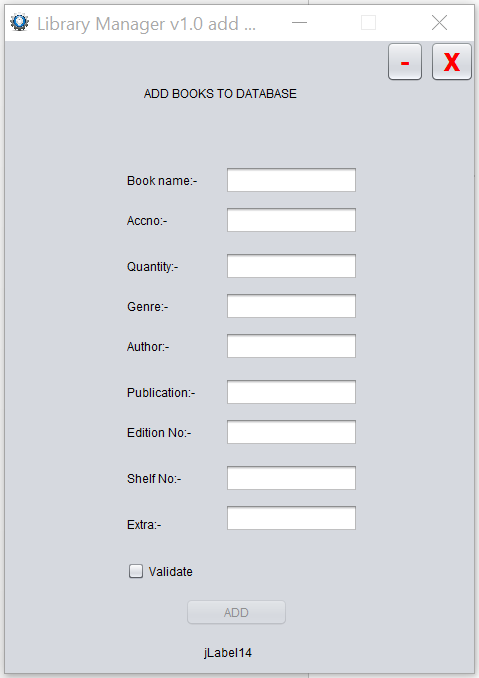 Library Manager v1.0 add ...
- X
ADD BOOKS TO DATABASE
Book name:-
Accno:-
Quantity:-
Genre:-
Author:-
Publication:-
Edition No:-
Shelf No:-
Extra:-
Validate
ADD
jLabel14